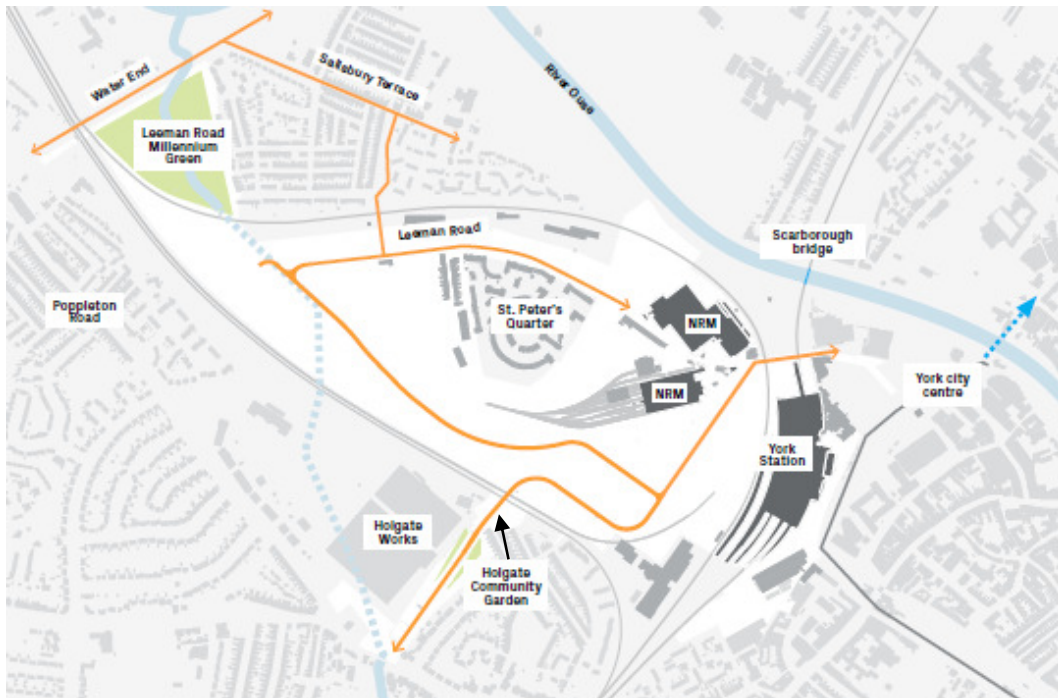 Water End
Salisbury Terrace
River Ouse
Leeman Road
Millennium
Green
Leeman Road
Scarborough
bridge
Poppleton
Road
St. Peter's
Quarter
NRM
NRM
York city
centre
York
Station
Holgate
Works
Holgate
Community
Garden